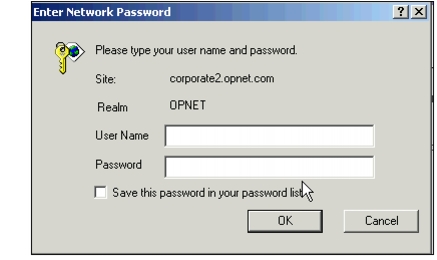 Enter Network Password
Please type your user name and password.
Site: corporate2.opnet.com
Realm OPNET
User Name
Password
Save this password in your password list
OK Cancel